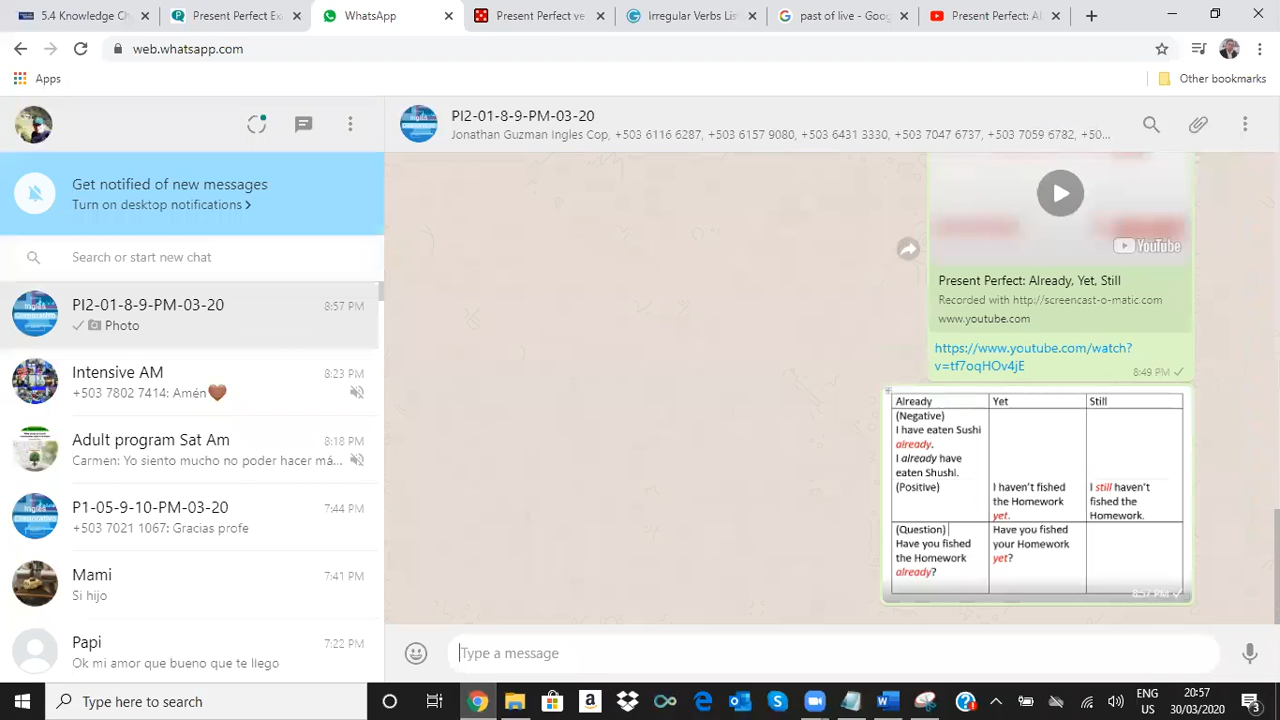 5.4 Knowledge Ch
Present Perfect Ex
WhatsApp
Present Perfect ve
Irregular Verbs Lis
past of live - Goog
Present Perfect: Al
web.whatsapp.com
Apps
Other bookmarks
PI2-01-8-9-PM-03-20
Jonathan Guzman Ingles Cop, +503 6116 6287, +503 6157 9080, +503 6431 3330, +503 7047 6737, +503 7059 6782, +50...
Get notified of new messages
Turn on desktop notifications >
Search or start new chat
PI2-01-8-9-PM-03-20
8:57 PM
Photo
Intensive AM
8:23 PM
+503 7802 7414: Amén
Adult program Sat Am
8:18 PM
Carmen: Yo siento mucho no poder hacer má...
P1-05-9-10-PM-03-20
7:44 PM
+503 7021 1067: Gracias profe
Mami
7:41 PM
Si hijo
Papi
7:22 PM
Ok mi amor que bueno que te llego
YouTube
Present Perfect: Already, Yet, Still
Recorded with http://screencast-o-matic.com
www.youtube.com
https://www.youtube.com/watch?
v=tf7oqHOv4jE
8:49 PM
Already
Yet
Still
(Negative)
I have eaten Sushi
already.
I already have
eaten Shushi.
(Positive)
I haven't fished
the Homework
yet.
I still haven't
fished the
Homework.
(Question)
Have you fished
the Homework
already?
Have you fished
your Homework
yet?
8:57 PM
Type a message
Type here to search
ENG
US
20:57
30/03/2020
3